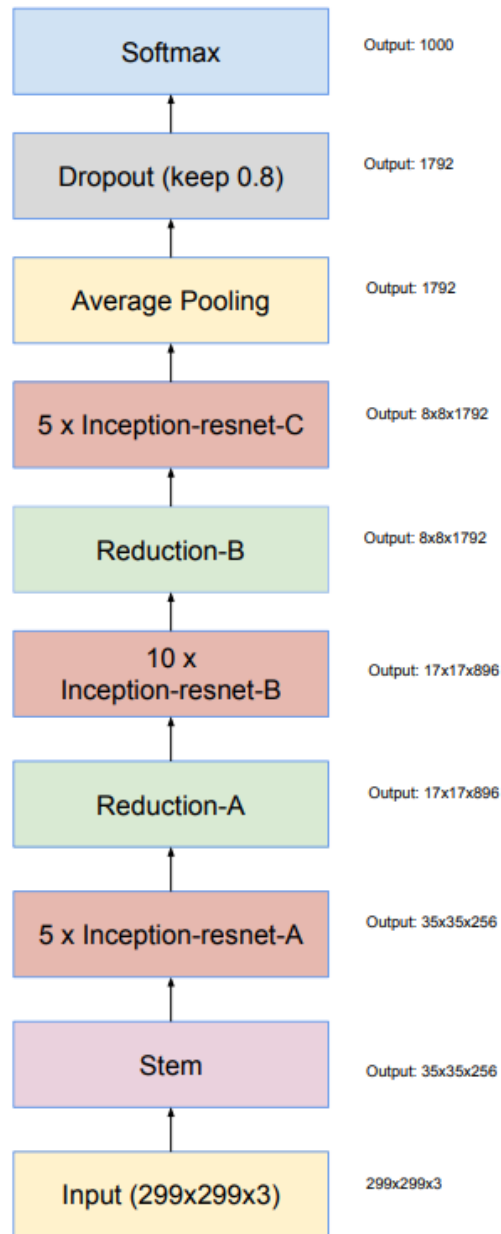 Softmax
Output: 1000
Dropout (keep 0.8)
Output: 1792
Average Pooling
Output: 1792
5 x Inception-resnet-C
Output: 8x8x1792
Reduction-B
Output: 8x8x1792
10 x
Inception-resnet-B
Output: 17x17x896
Reduction-A
Output: 17x17x896
5 x Inception-resnet-A
Output: 35x35x256
Stem
Output: 35x35x256
Input (299x299x3)
299x299x3